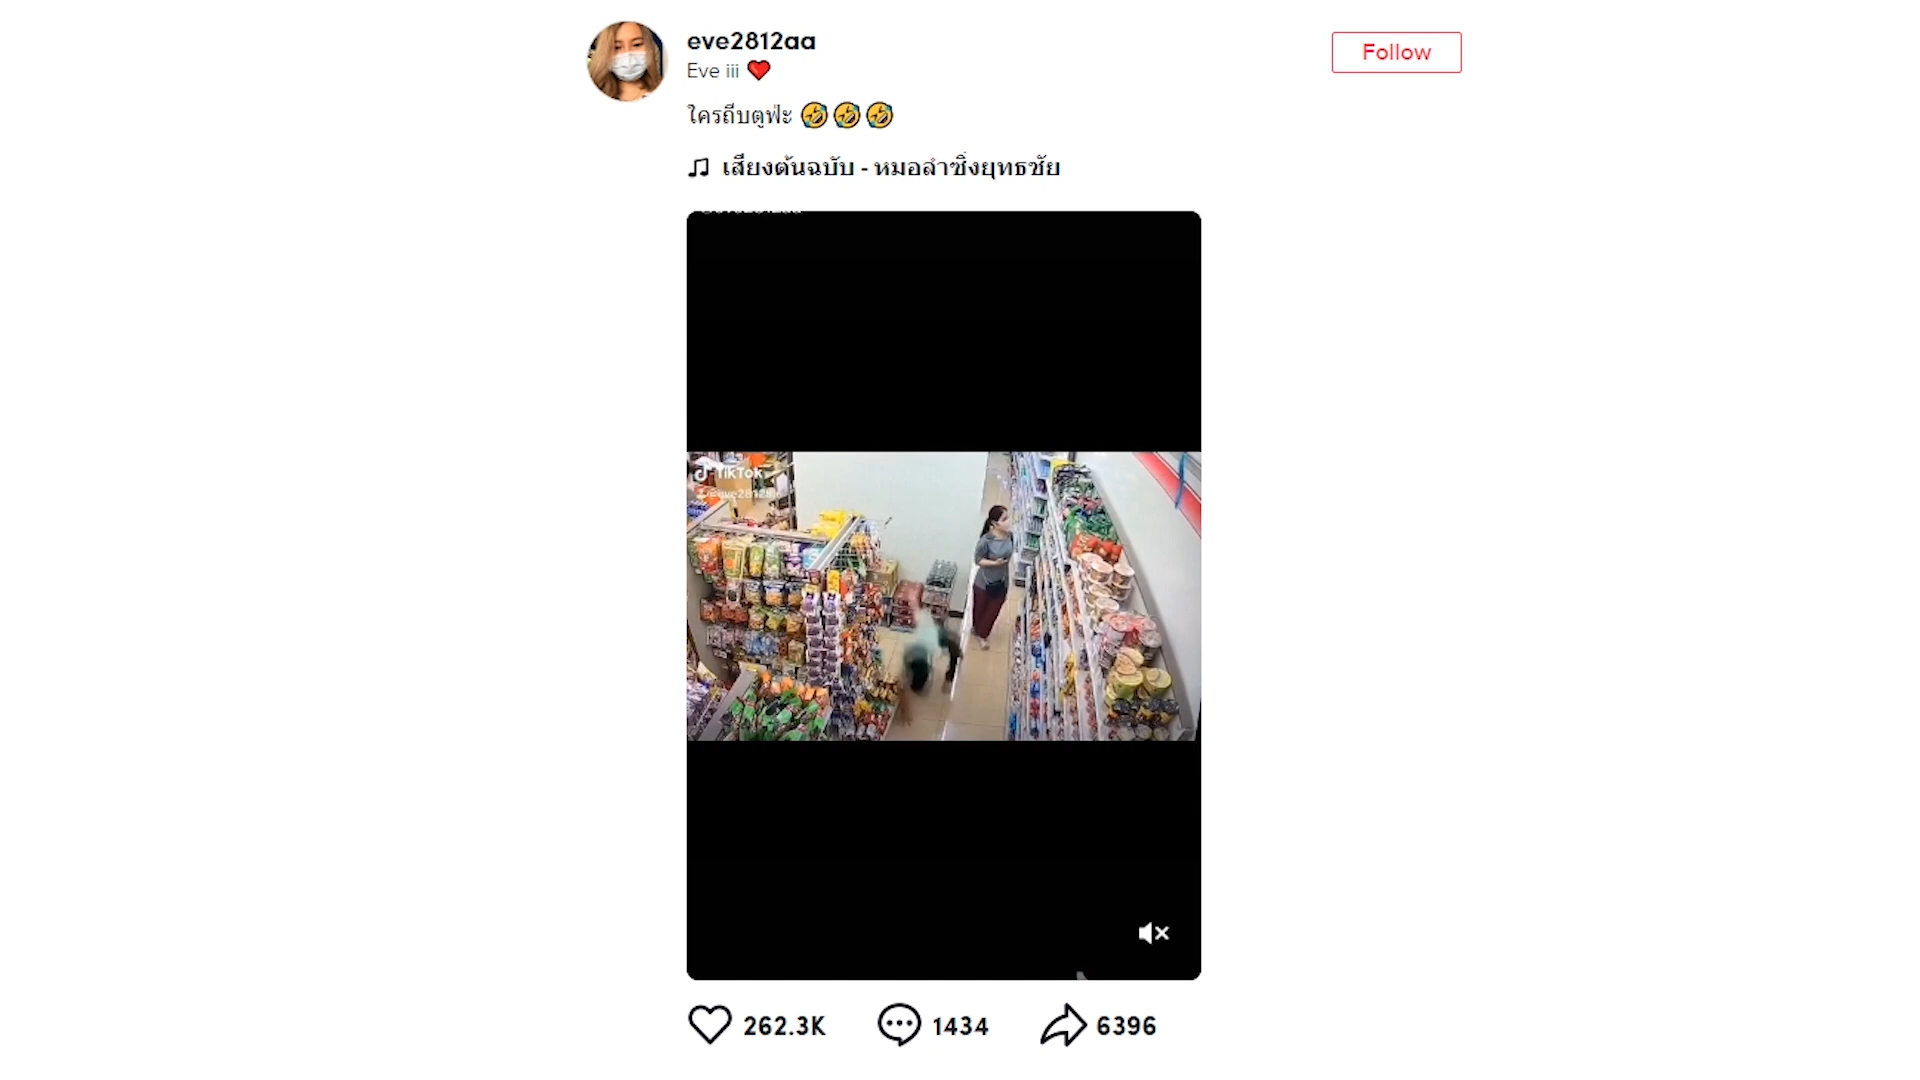 eve2812aa
Eve iii ❤️
ใครถีบตูฟ่ะ 🤣🤣🤣
♫ เสียงต้นฉบับ - หมอลำซิ่งยุทธชัย
TikTok
Follow
262.3K
1434
6396